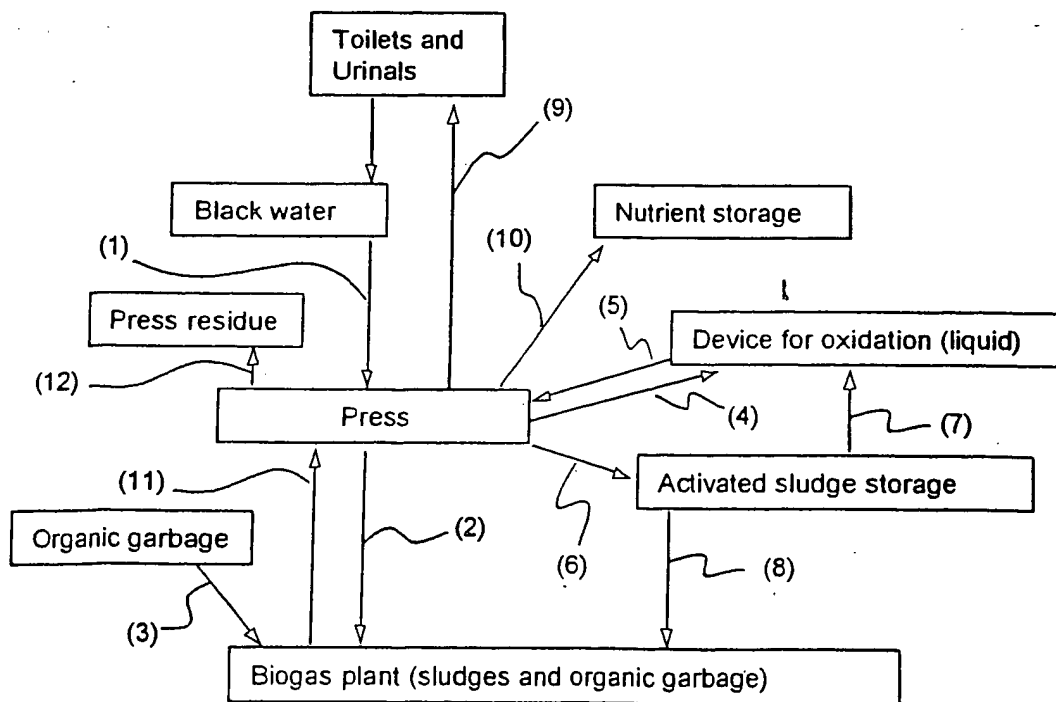 Toilets and
Urinals
(9)
Black water
Nutrient storage
(10)
(1)
(5)
Press residue
Device for oxidation (liquid)
(12)
Press
(4)
(7)
(11)
Activated sludge storage
(2)
Organic garbage
(6)
(8)
(3)
Biogas plant (sludges and organic garbage)